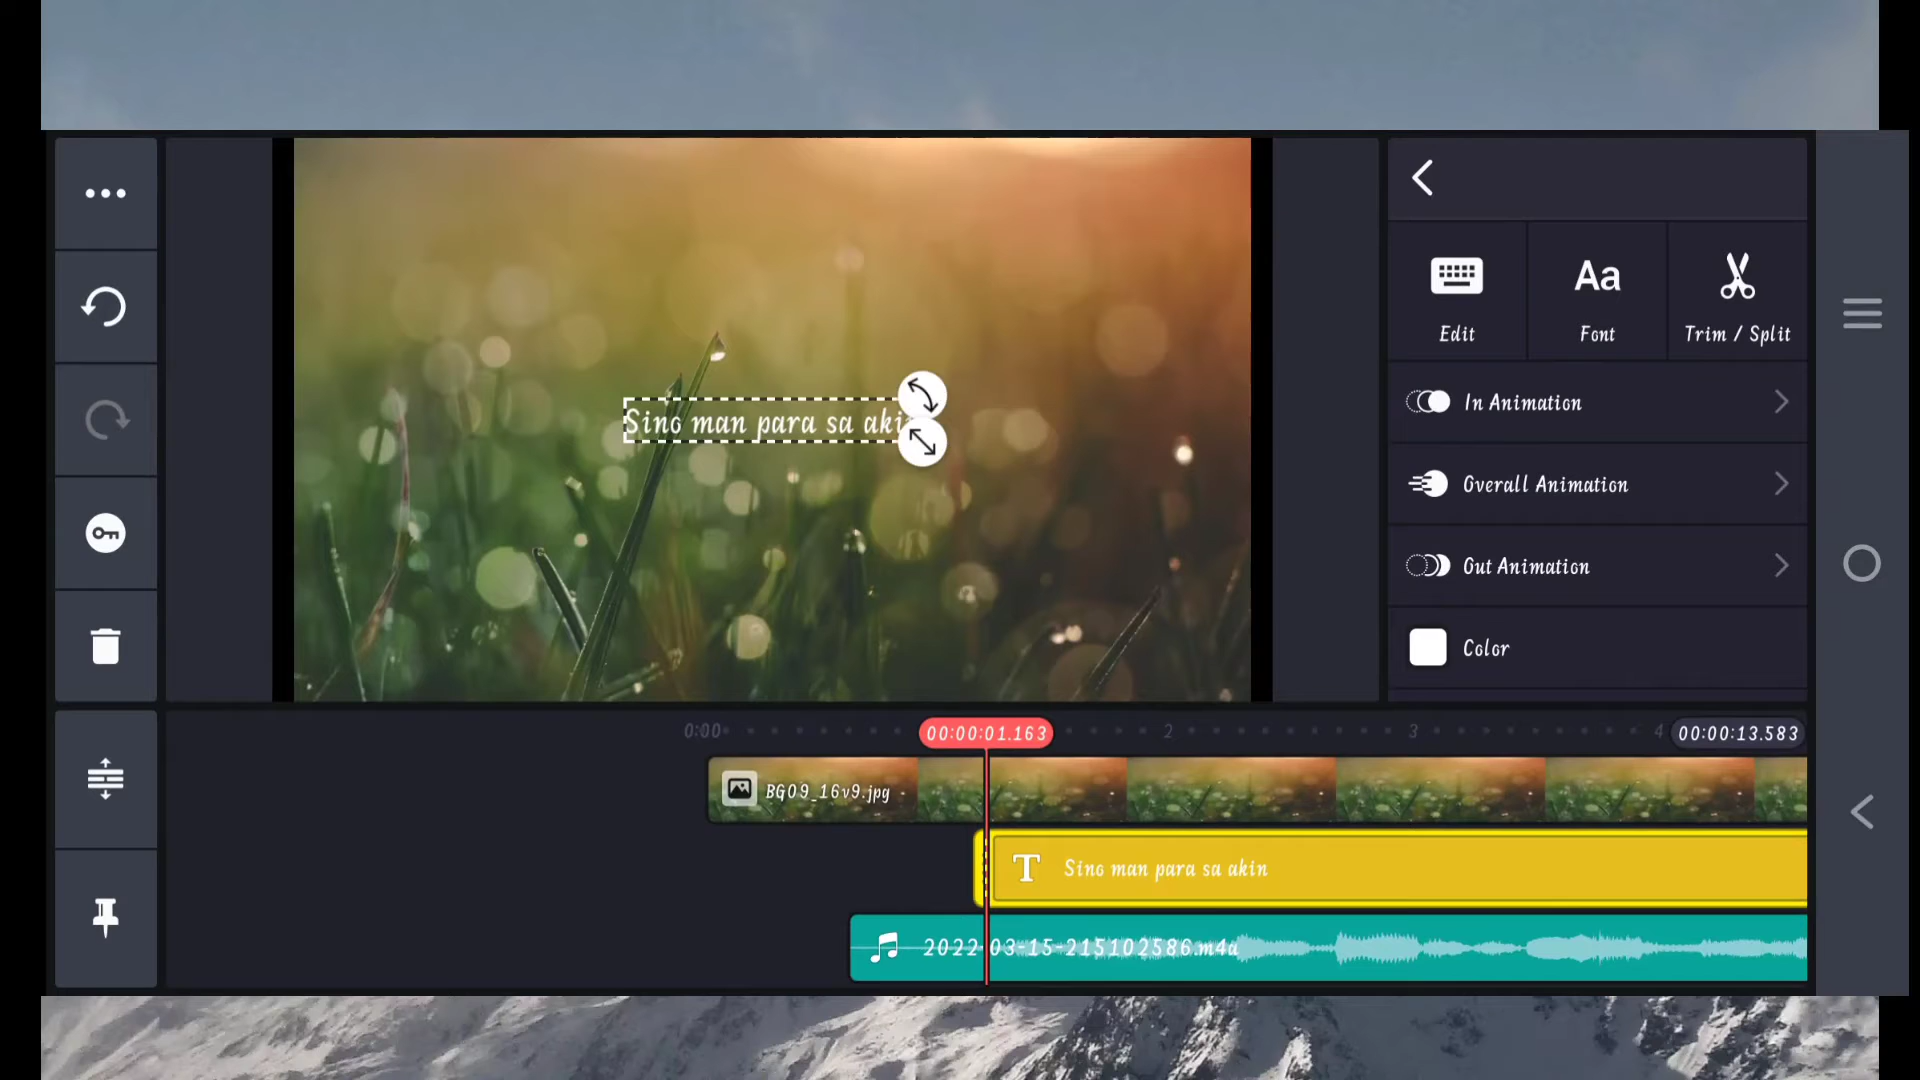 Edit
Font
Trim / Split
In Animation
Overall Animation
Out Animation
Color
Aa
Sino man para sa akin
0:00
00:00:01.163
2
3
4
00:00:13.583
BG09_16v9.jpg
T
Sino man para sa akin
2022-03-15-215102586.m4a